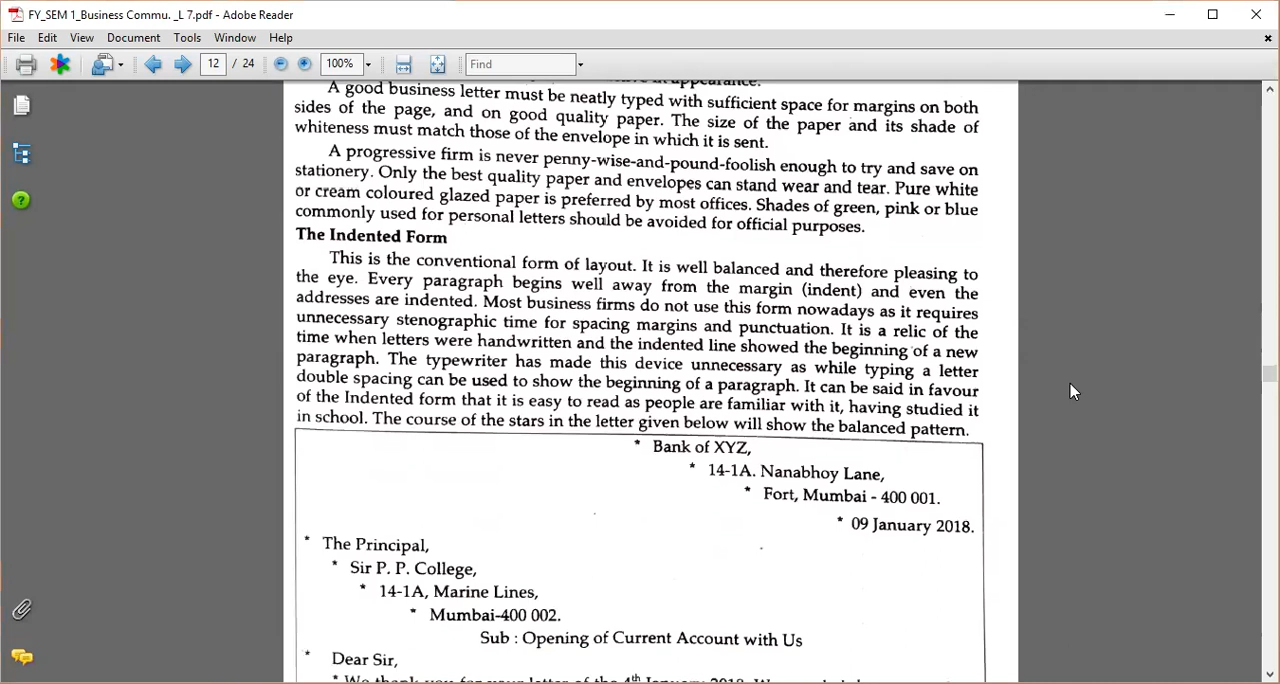 FY_SEM 1_Business Commu. _L 7.pdf - Adobe Reader
File Edit View Document Tools Window Help
12 / 24 100% Find
in appearance.
A good business letter must be neatly typed with sufficient space for margins on both
sides of the page, and on good quality paper. The size of the paper and its shade of
whiteness must match those of the envelope in which it is sent.
A progressive firm is never penny-wise-and-pound-foolish enough to try and save on
stationery. Only the best quality paper and envelopes can stand wear and tear. Pure white
or cream coloured glazed paper is preferred by most offices. Shades of green, pink or blue
commonly used for personal letters should be avoided for official purposes.
The Indented Form
This is the conventional form of layout. It is well balanced and therefore pleasing to
the eye. Every paragraph begins well away from the margin (indent) and even the
addresses are indented. Most business firms do not use this form nowadays as it requires
unnecessary stenographic time for spacing margins and punctuation. It is a relic of the
time when letters were handwritten and the indented line showed the beginning of a new
paragraph. The typewriter has made this device unnecessary as while typing a letter
double spacing can be used to show the beginning of a paragraph. It can be said in favour
of the Indented form that it is easy to read as people are familiar with it, having studied it
in school. The course of the stars in the letter given below will show the balanced pattern.
* Bank of XYZ,
* 14-1A. Nanabhoy Lane,
* Fort, Mumbai - 400 001.
* 09 January 2018.
* The Principal,
* Sir P. P. College,
* 14-1A, Marine Lines,
* Mumbai-400 002.
Sub : Opening of Current Account with Us
* Dear Sir,
* We thank you for your letter of the 4th January 2018. We